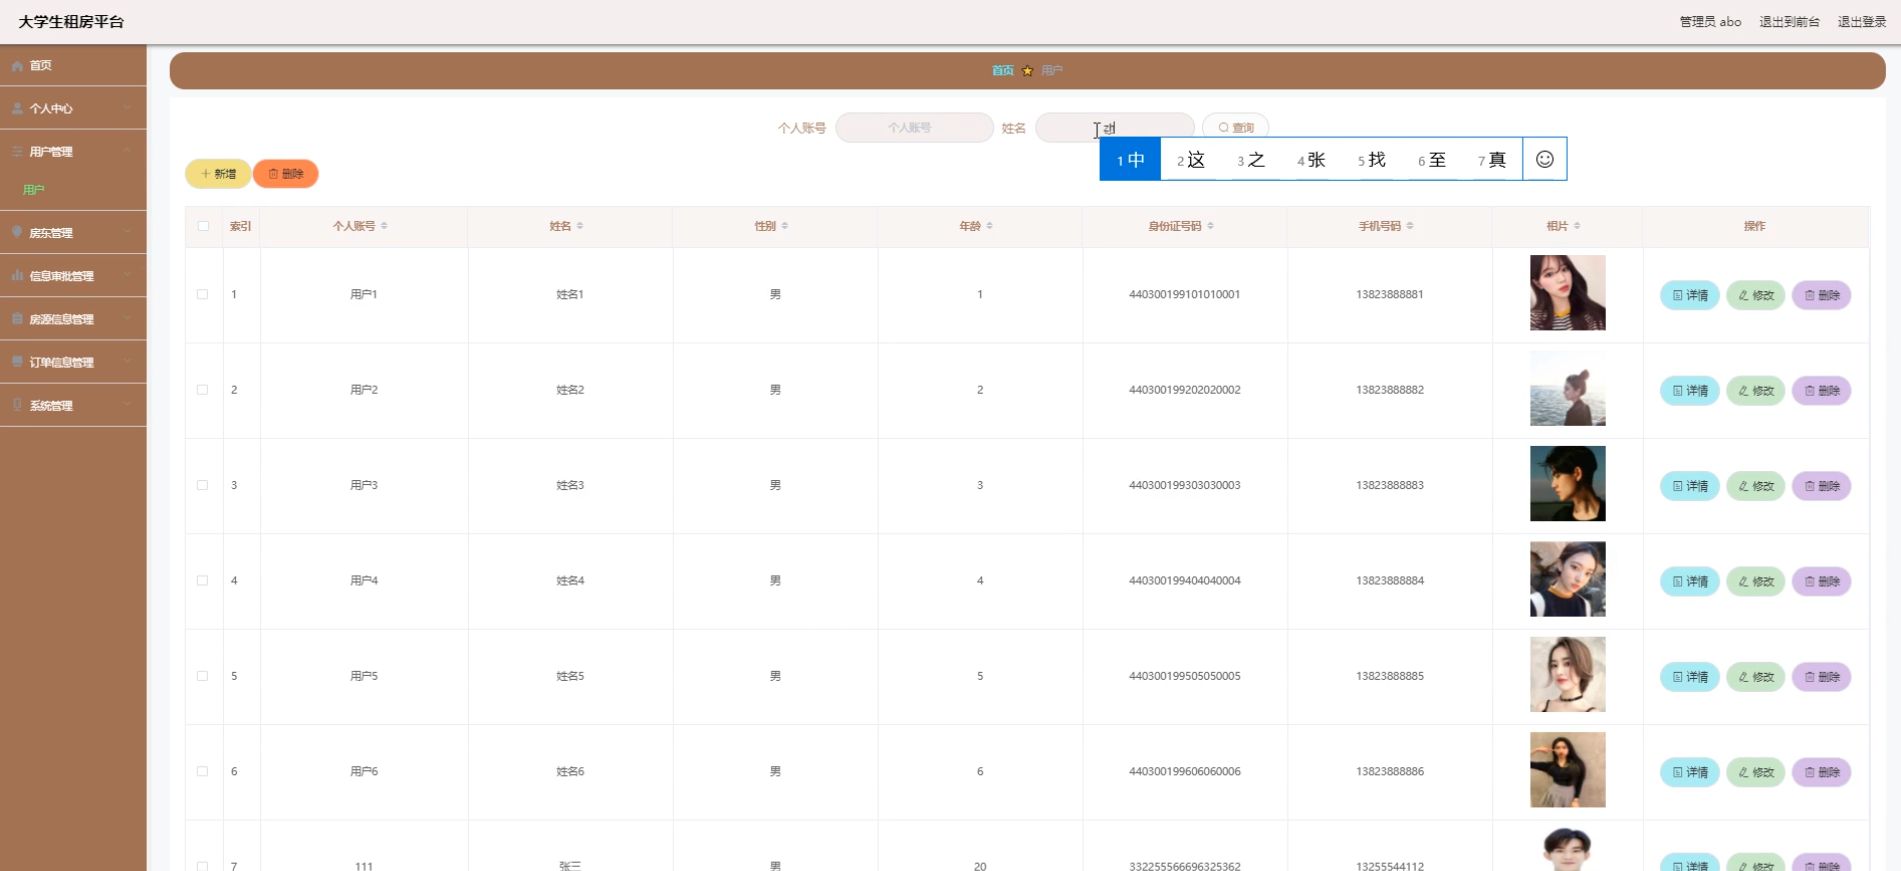 大学生租房平台
管理员 abo 退出到前台 退出登录
首页
个人中心
用户管理
用户
房东管理
信息审批管理
房源信息管理
订单信息管理
系统管理
首页 用户
个人账号 个人账号 姓名 查询
1 中 2 这 3 之 4 张 5 找 6 至 7 真
新增 删除
索引 个人账号 姓名 性别 年龄 身份证号码 手机号码 相片 操作
1 用户1 姓名1 男 1 440300199101010001 13823888881 详情 修改 删除
2 用户2 姓名2 男 2 440300199202020002 13823888882 详情 修改 删除
3 用户3 姓名3 男 3 440300199303030003 13823888883 详情 修改 删除
4 用户4 姓名4 男 4 440300199404040004 13823888884 详情 修改 删除
5 用户5 姓名5 男 5 440300199505050005 13823888885 详情 修改 删除
6 用户6 姓名6 男 6 440300199606060006 13823888886 详情 修改 删除
7 111 张三 男 20 332255566696325362 13255544112 详情 修改 删除